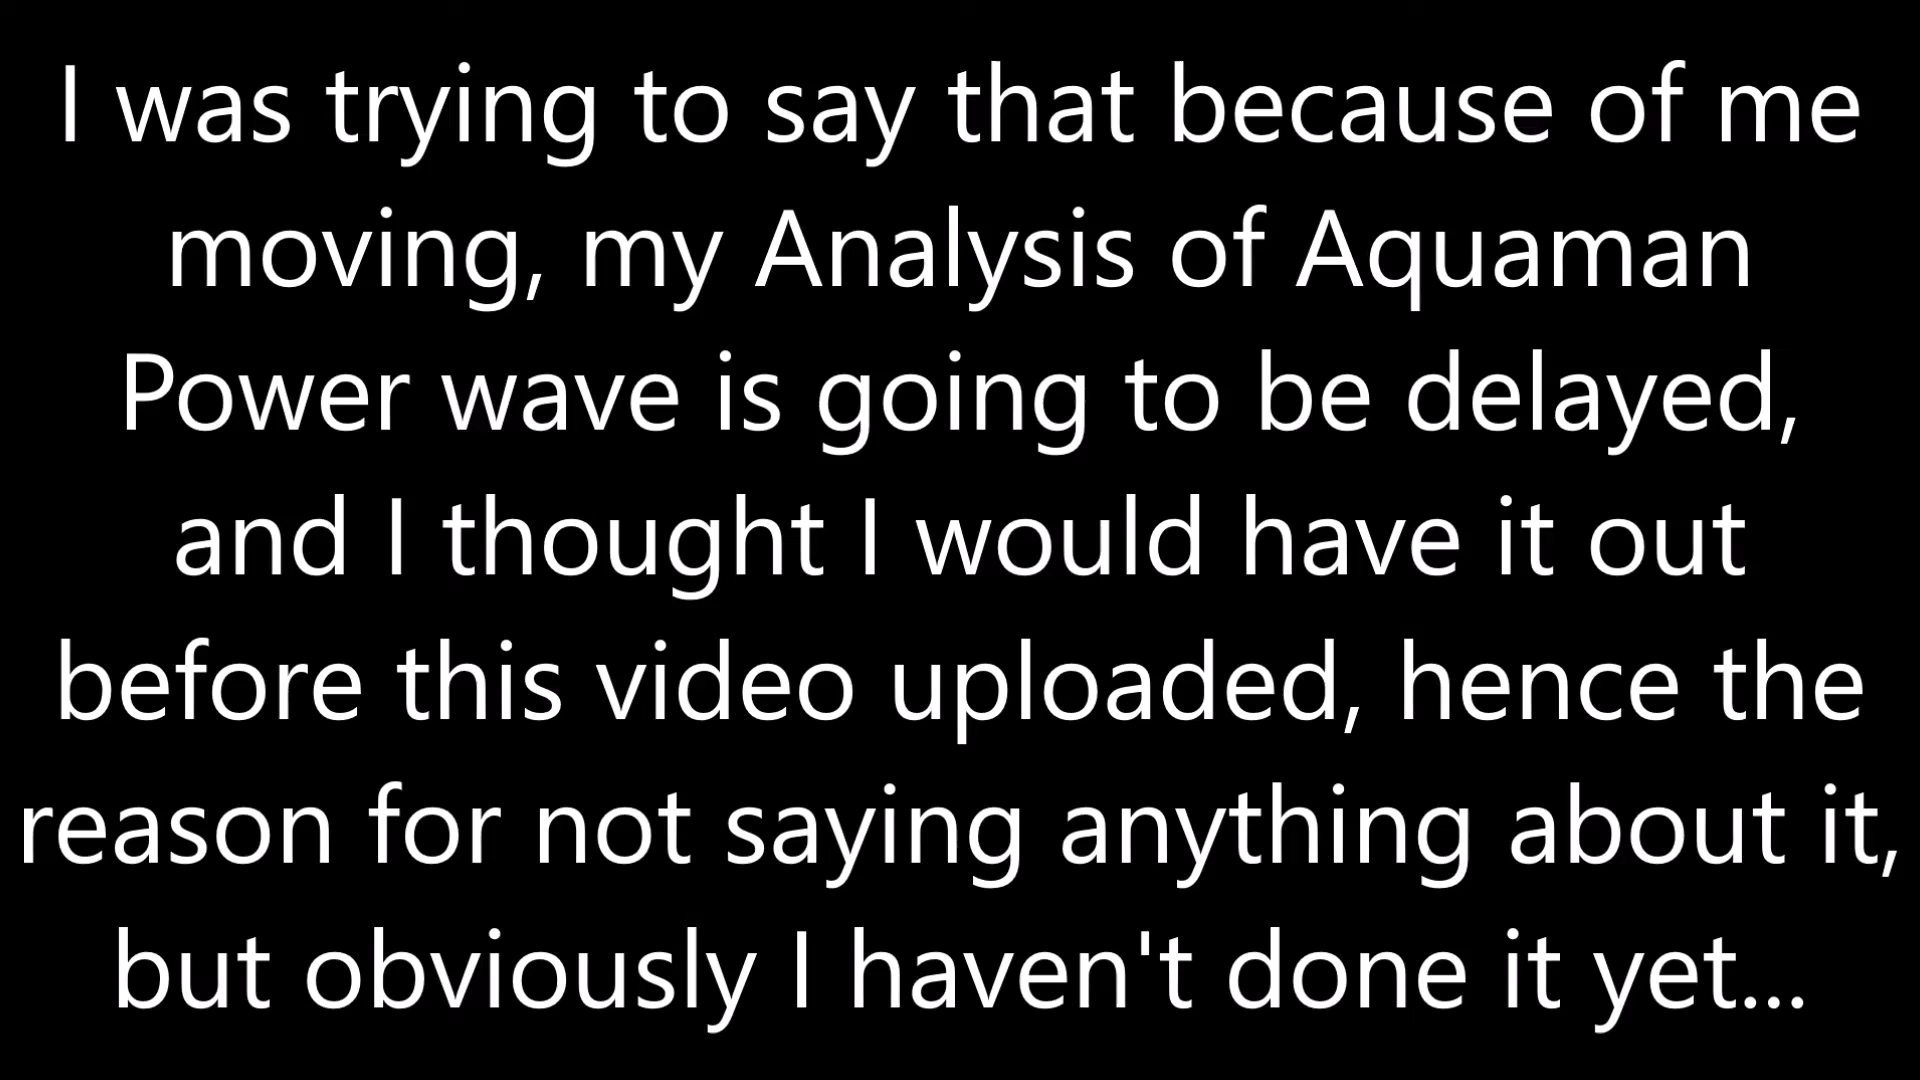 I was trying to say that because of me
moving, my Analysis of Aquaman
Power wave is going to be delayed,
and I thought I would have it out
before this video uploaded, hence the
reason for not saying anything about it,
but obviously I haven't done it yet...